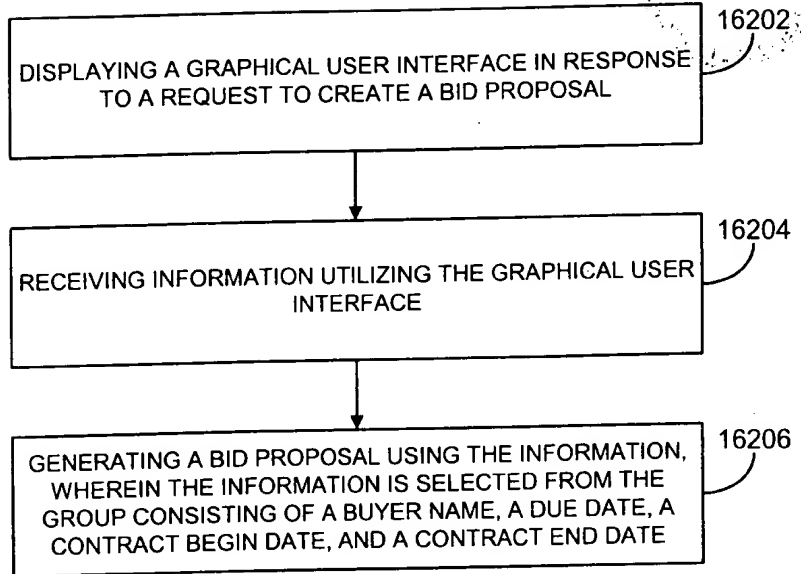 16202
DISPLAYING A GRAPHICAL USER INTERFACE IN RESPONSE
TO A REQUEST TO CREATE A BID PROPOSAL
16204
RECEIVING INFORMATION UTILIZING THE GRAPHICAL USER
INTERFACE
16206
GENERATING A BID PROPOSAL USING THE INFORMATION,
WHEREIN THE INFORMATION IS SELECTED FROM THE
GROUP CONSISTING OF A BUYER NAME, A DUE DATE, A
CONTRACT BEGIN DATE, AND A CONTRACT END DATE